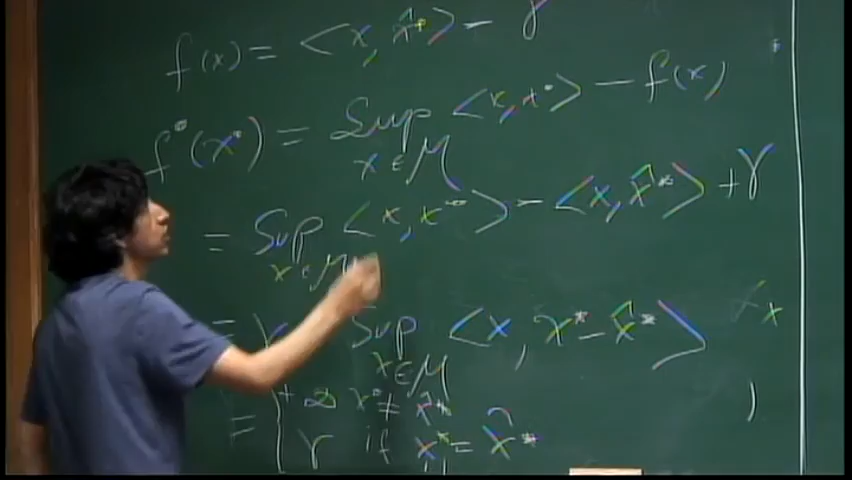 f(x) = <x, x̂*> - γ
f*(x*) = Sup <x, x*> - f(x)
x ∈ M
= Sup <x, x*> - <x, x̂*> + γ
x ∈ M
= γ Sup <x, x* - x̂*>
x ∈ M
= { +∞ x* ≠ x̂*
γ if x* = x̂*